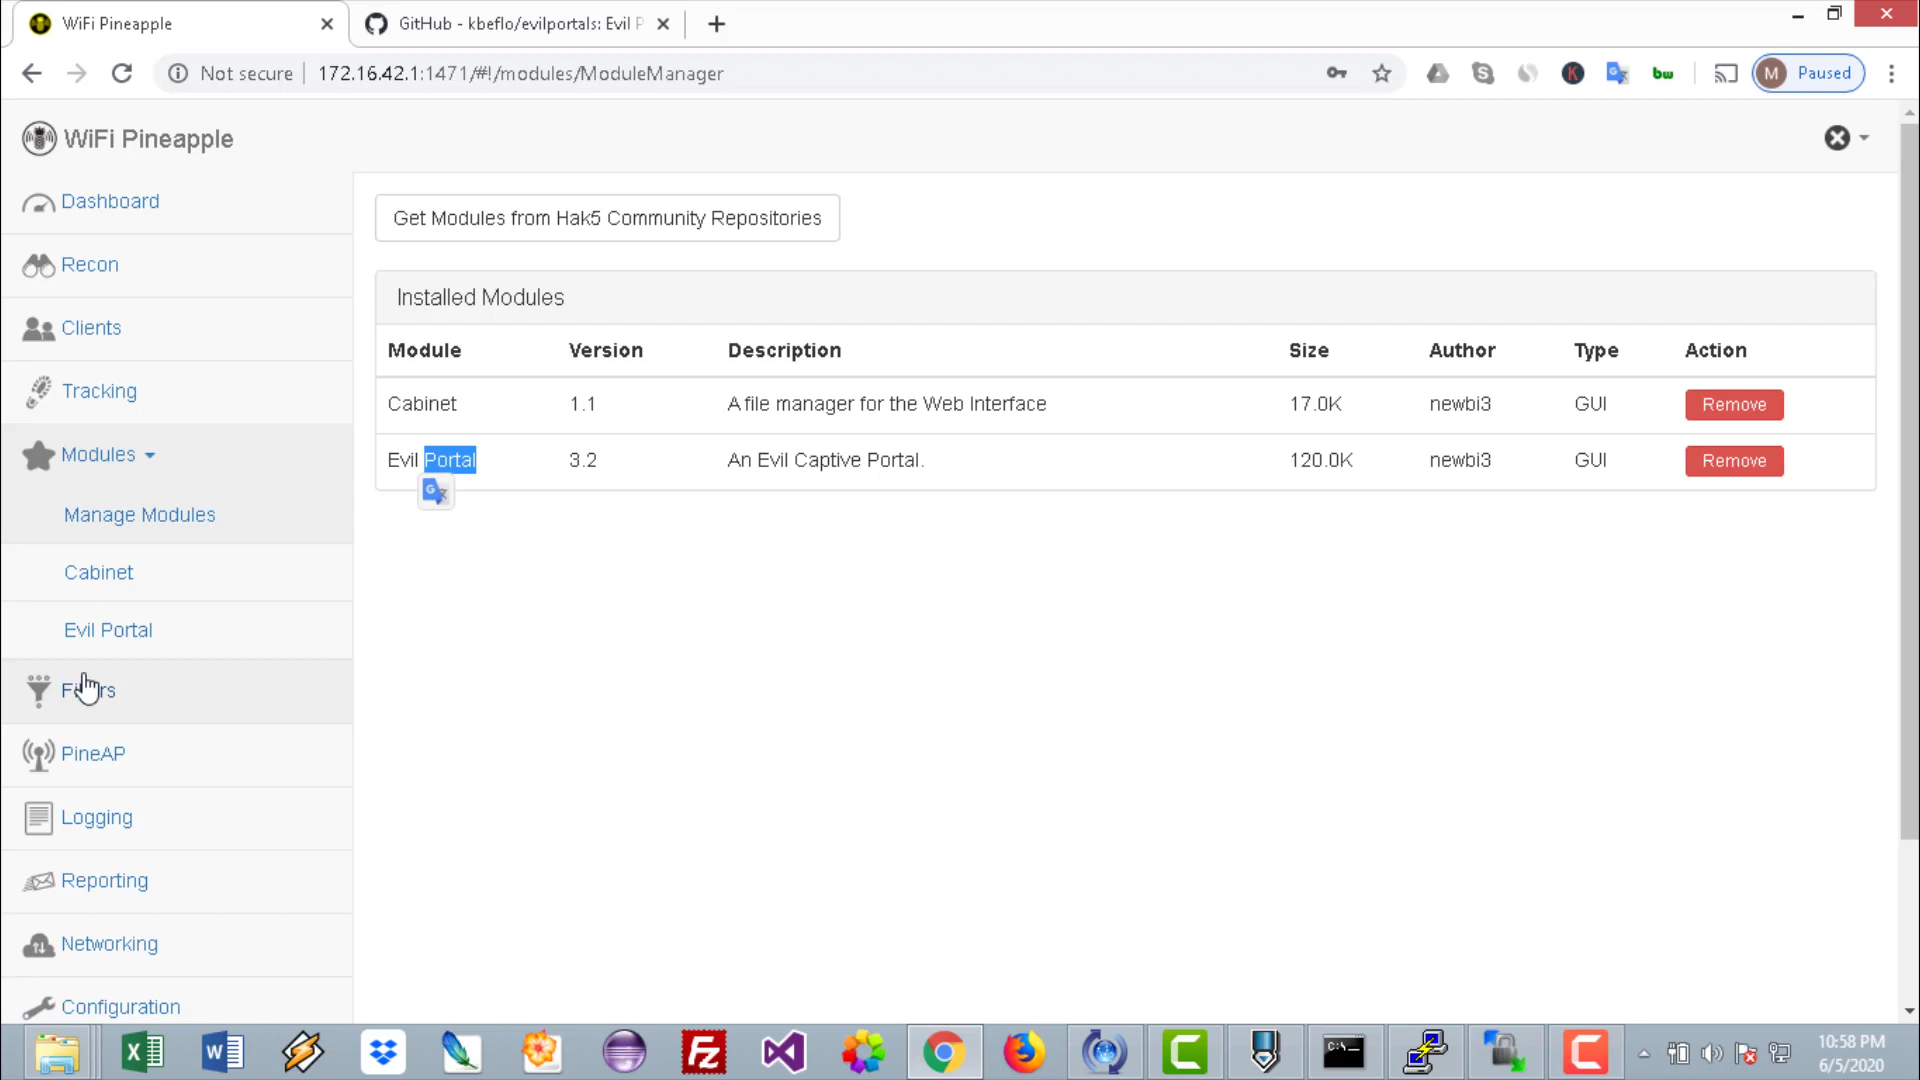 WiFi Pineapple
GitHub - kbeflo/evilportals: Evil P
Not secure
172.16.42.1:1471/#!/modules/ModuleManager
bw
M Paused
WiFi Pineapple
Dashboard
Recon
Clients
Tracking
Modules
Manage Modules
Cabinet
Evil Portal
PineAP
Logging
Reporting
Networking
Configuration
Get Modules from Hak5 Community Repositories
Installed Modules
Module Version Description Size Author Type Action
Cabinet 1.1 A file manager for the Web Interface 17.0K newbi3 GUI Remove
Evil Portal 3.2 An Evil Captive Portal. 120.0K newbi3 GUI Remove
10:58 PM
6/5/2020